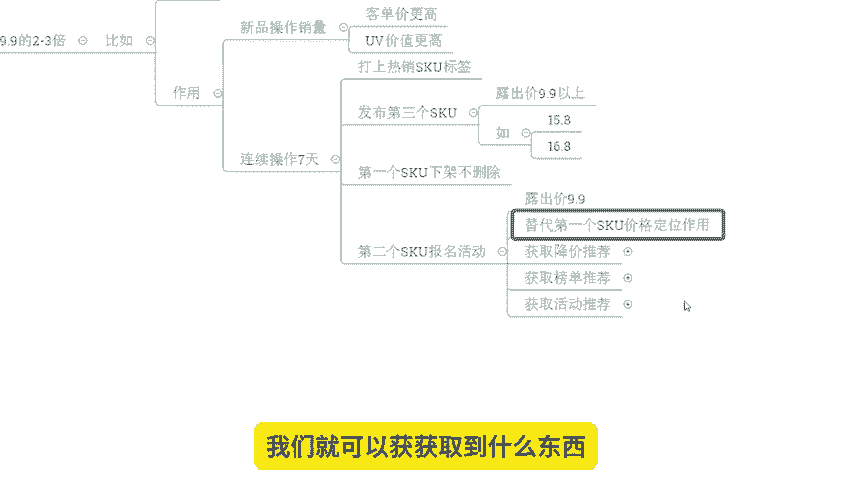 客单价更高
新品操作销量
9.9的2-3倍
比如
UV价值更高
打上热销SKU标签
作用
露出价9.9以上
发布第三个SKU
15.8
如
16.8
连续操作7天
第一个SKU下架不删除
露出价9.9
替代第一个SKU价格定位作用
第二个SKU报名活动
获取降价推荐
获取榜单推荐
获取活动推荐
我们就可以获获取到什么东西